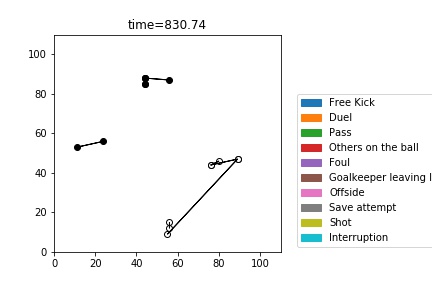 time=830.74
100
80
60
40
20
0
0 20 40 60 80 100
Free Kick
Duel
Pass
Others on the ball
Foul
Goalkeeper leaving l
Offside
Save attempt
Shot
Interruption